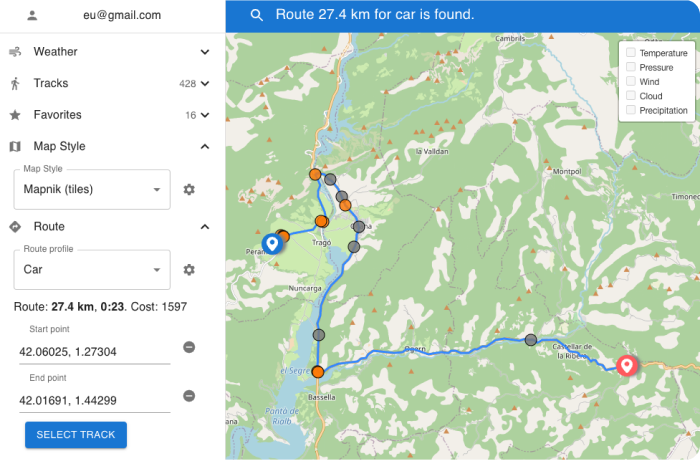 eu@gmail.com
Route 27.4 km for car is found.
Weather
Tracks 428
Favorites 16
Map Style
Map Style
Mapnik (tiles)
Route
Route profile
Car
Route: 27.4 km, 0:23. Cost: 1597
Start point
42.06025, 1.27304
End point
42.01691, 1.44299
SELECT TRACK
Temperature
Pressure
Wind
Cloud
Precipitation
Cambrils
la Valldan
Montpol
Timoneda
Trago
Nuncarga
Ogern
Castellar de
la Ribera
el Segre
Bassella
Pantà de
Rialb